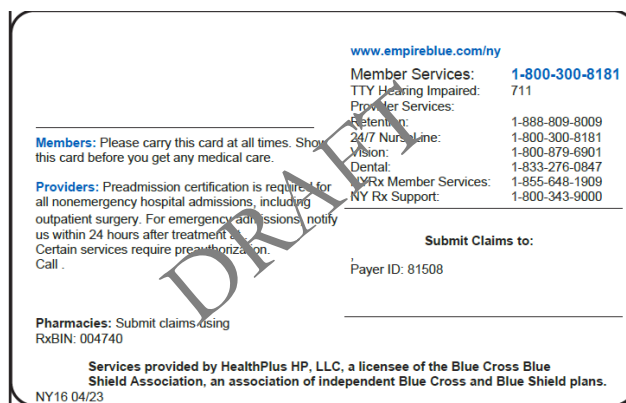 www.empireblue.com/ny
Member Services: 1-800-300-8181
TTY Hearing Impaired: 711
Provider Services:
Retention: 1-888-809-8009
24/7 NurseLine: 1-800-300-8181
Vision: 1-800-879-6901
Dental: 1-833-276-0847
NYRx Member Services: 1-855-648-1909
NY Rx Support: 1-800-343-9000
Members: Please carry this card at all times. Show
this card before you get any medical care.
Providers: Preadmission certification is required for
all nonemergency hospital admissions, including
outpatient surgery. For emergency admissions, notify
us within 24 hours after treatment at .
Certain services require preauthorization.
Call .
Submit Claims to:
,
Payer ID: 81508
Pharmacies: Submit claims using
RxBIN: 004740
Services provided by HealthPlus HP, LLC, a licensee of the Blue Cross Blue
Shield Association, an association of independent Blue Cross and Blue Shield plans.
NY16 04/23
DRAFT